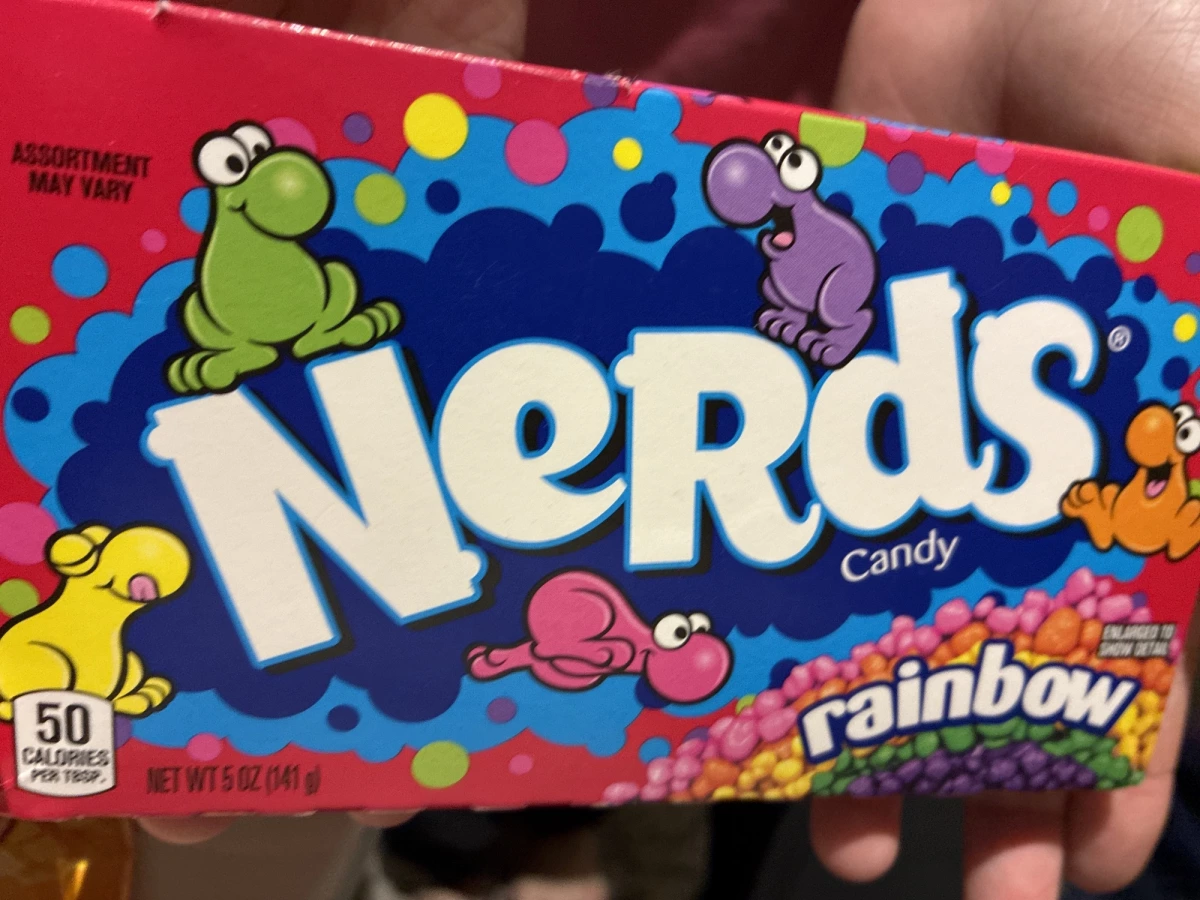 ASSORTMENT
MAY VARY
NeRds®
Candy
rainbow
ENLARGED TO
SHOW DETAIL
50
CALORIES
PER TBSP.
NET WT 5 OZ (141 g)